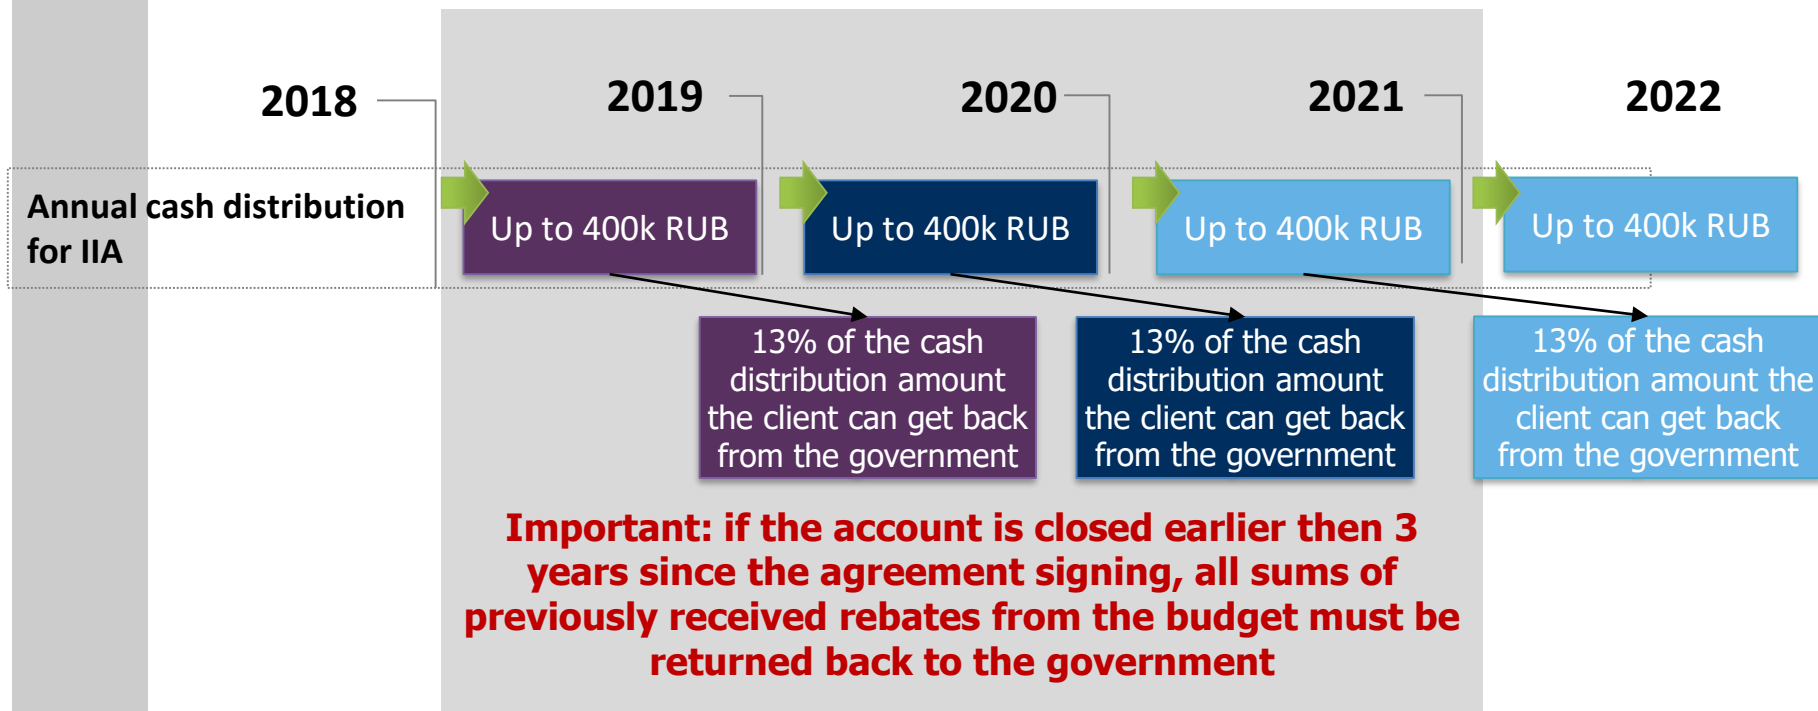 2018
2019
2020
2021
2022
Annual cash distribution
for IIA
Up to 400k RUB
Up to 400k RUB
Up to 400k RUB
Up to 400k RUB
13% of the cash
distribution amount
the client can get back
from the government
13% of the cash
distribution amount
the client can get back
from the government
13% of the cash
distribution amount the
client can get back
from the government
Important: if the account is closed earlier then 3
years since the agreement signing, all sums of
previously received rebates from the budget must be
returned back to the government